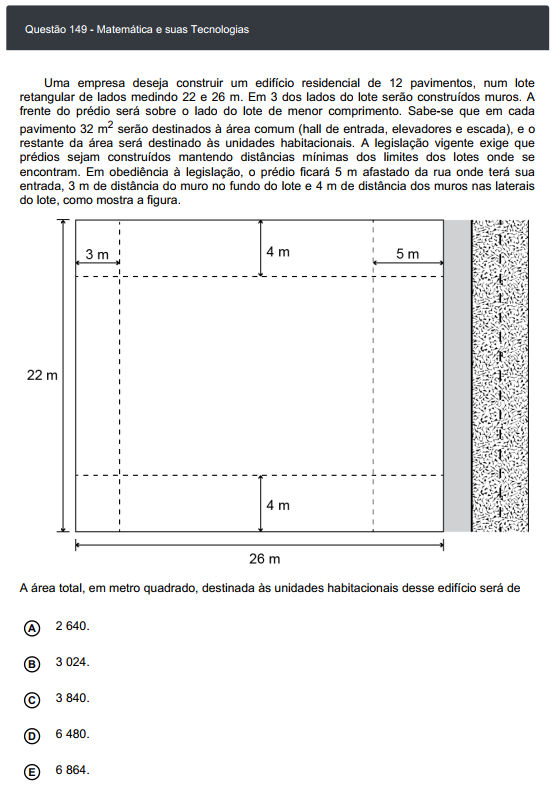 Questão 149 - Matemática e suas Tecnologias
Uma empresa deseja construir um edifício residencial de 12 pavimentos, num lote
retangular de lados medindo 22 e 26 m. Em 3 dos lados do lote serão construídos muros. A
frente do prédio será sobre o lado do lote de menor comprimento. Sabe-se que em cada
pavimento 32 m² serão destinados à área comum (hall de entrada, elevadores e escada), e o
restante da área será destinado às unidades habitacionais. A legislação vigente exige que
prédios sejam construídos mantendo distâncias mínimas dos limites dos lotes onde se
encontram. Em obediência à legislação, o prédio ficará 5 m afastado da rua onde terá sua
entrada, 3 m de distância do muro no fundo do lote e 4 m de distância dos muros nas laterais
do lote, como mostra a figura.
3 m
4 m
5 m
22 m
4 m
26 m
A área total, em metro quadrado, destinada às unidades habitacionais desse edifício será de
A 2 640.
B 3 024.
C 3 840.
D 6 480.
E 6 864.